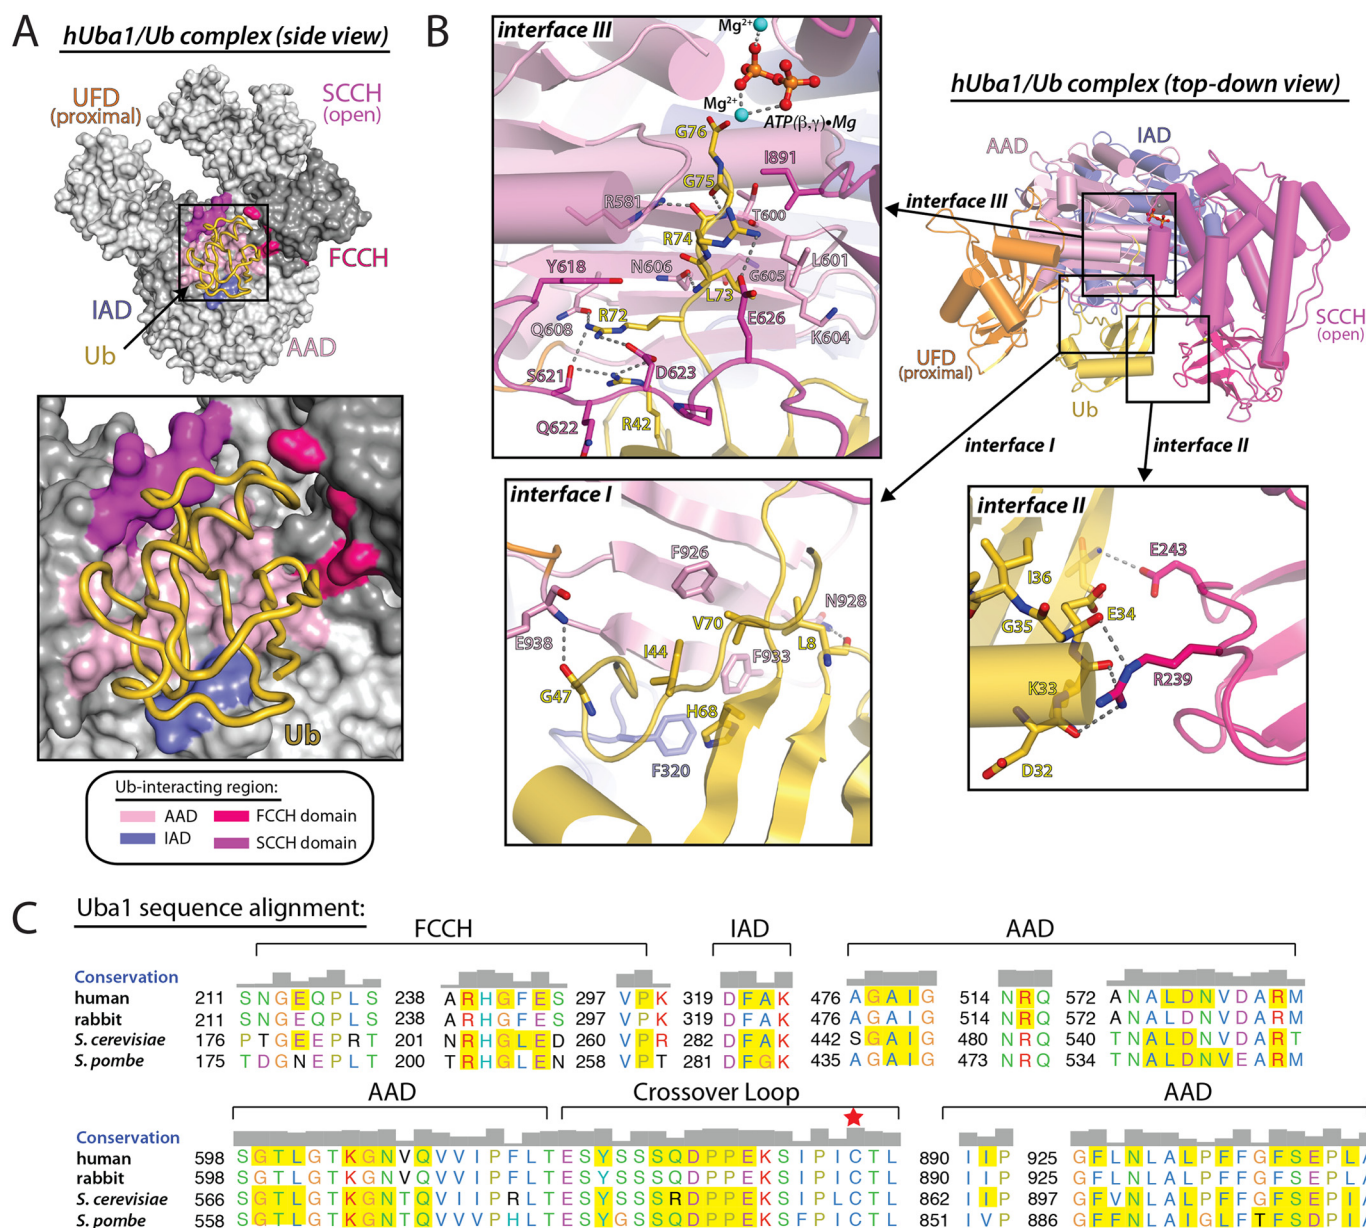 A
hUba1/Ub complex (side view)
UFD
(proximal)
SCCH
(open)
FCCH
IAD
AAD
Ub
Ub
Ub-interacting region:
AAD
FCCH domain
IAD
SCCH domain
B
interface III
Mg2+
Mg2+
ATP(β,γ)•Mg
G76
I891
G75
R581
T600
R74
L601
Y618
N606
G605
L73
R72
Q608
E626
K604
S621
D623
Q622
R42
hUba1/Ub complex (top-down view)
AAD
IAD
interface III
SCCH
(open)
UFD
(proximal)
Ub
interface I
interface II
interface I
F926
N928
V70
L8
E938
I44
F933
G47
H68
F320
interface II
E243
I36
G35
E34
K33
R239
D32
C
Uba1 sequence alignment:
FCCH IAD AAD
Conservation
human 211 SNGEQPLS 238 ARHGFES 297 VPK 319 DFAK 476 AGAIG 514 NRQ 572 ANALDNVDARM
rabbit 211 SNGEQPLS 238 ARHGFES 297 VPK 319 DFAK 476 AGAIG 514 NRQ 572 ANALDNVDARM
S. cerevisiae 176 PTGEEPRT 201 NRHGLED 260 VPR 282 DFAK 442 SGAIG 480 NRQ 540 TNALDNVDART
S. pombe 175 TDGNEPLT 200 TRHGLEN 258 VPT 281 DFGK 435 AGAIG 473 NRQ 534 TNALDNVEARM
AAD Crossover Loop AAD
Conservation
human 598 SGTLGTKGNVQVVIPFLTESYSSSQDPPEKSIPICTL 890 IIP 925 GFLNLALPFFGFSEPLA
rabbit 598 SGTLGTKGNVQVVIPFLTESYSSSQDPPEKSIPICTL 890 IIP 925 GFLNLALPFFGFSEPLA
S. cerevisiae 566 SGTLGTKGNTQVIIPRLTESYSSSRDPPEKSIPLCTL 862 IIP 897 GFVNLALPFFGFSEPIA
S. pombe 558 SGTLGTKGNTQVVPHLTESYGSSQDPPEKSFPICTL 851 IVP 886 GFFNLAIGLFTFSDPIA